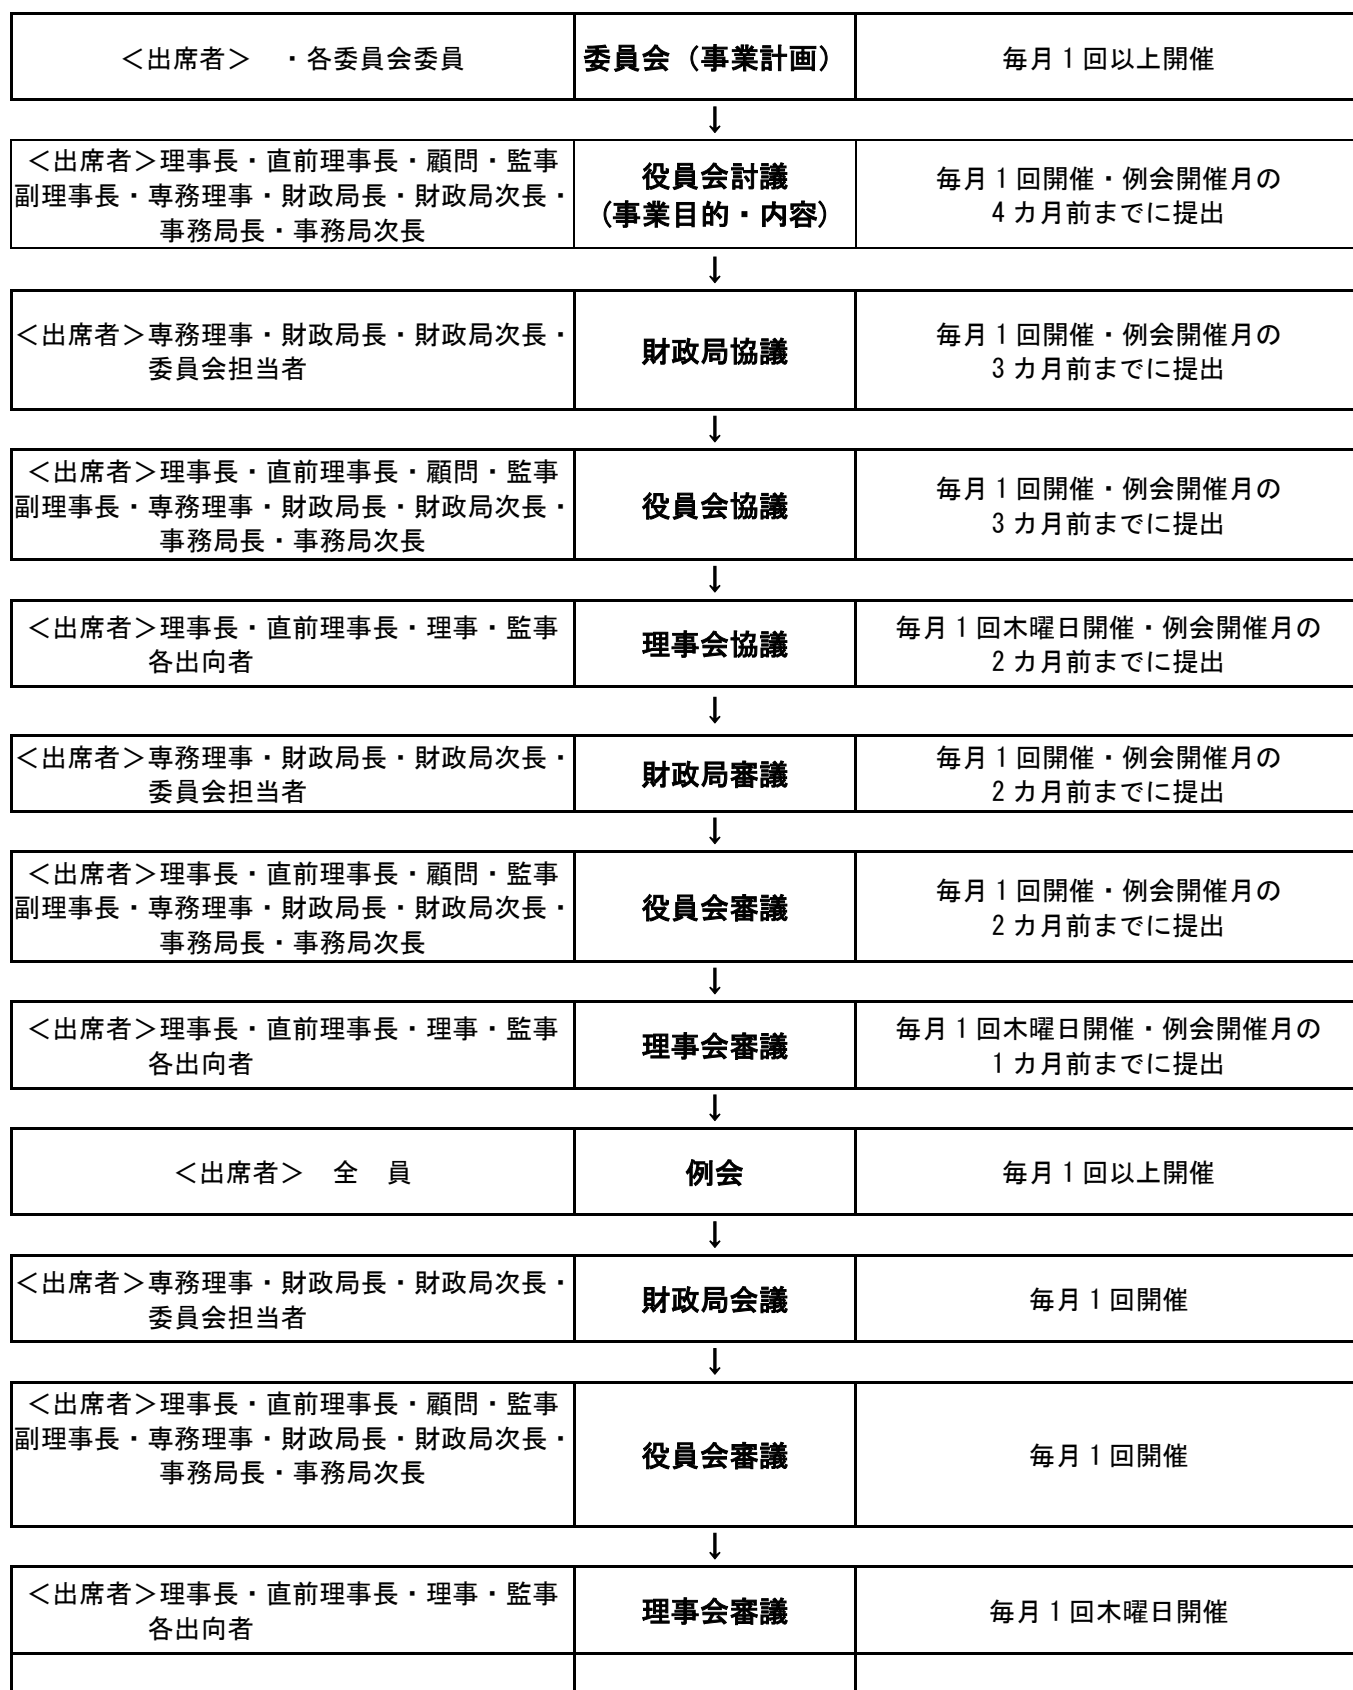 ＜出席者＞　・各委員会委員
委員会（事業計画）
毎月１回以上開催
↓
＜出席者＞理事長・直前理事長・顧問・監事
副理事長・専務理事・財政局長・財政局次長・
事務局長・事務局次長
役員会計議
（事業目的・内容）
毎月１回開催・例会開催月の
４カ月前までに提出
↓
＜出席者＞専務理事・財政局長・財政局次長・
委員会担当者
財政局協議
毎月１回開催・例会開催月の
３カ月前までに提出
↓
＜出席者＞理事長・直前理事長・顧問・監事
副理事長・専務理事・財政局長・財政局次長・
事務局長・事務局次長
役員会協議
毎月１回開催・例会開催月の
３カ月前までに提出
↓
＜出席者＞理事長・直前理事長・理事・監事
各出向者
理事会協議
毎月１回木曜日開催・例会開催月の
２カ月前までに提出
↓
＜出席者＞専務理事・財政局長・財政局次長・
委員会担当者
財政局審議
毎月１回開催・例会開催月の
２カ月前までに提出
↓
＜出席者＞理事長・直前理事長・顧問・監事
副理事長・専務理事・財政局長・財政局次長・
事務局長・事務局次長
役員会審議
毎月１回開催・例会開催月の
２カ月前までに提出
↓
＜出席者＞理事長・直前理事長・理事・監事
各出向者
理事会審議
毎月１回木曜日開催・例会開催月の
１カ月前までに提出
↓
＜出席者＞　全　員
例会
毎月１回以上開催
↓
＜出席者＞専務理事・財政局長・財政局次長・
委員会担当者
財政局会議
毎月１回開催
↓
＜出席者＞理事長・直前理事長・顧問・監事
副理事長・専務理事・財政局長・財政局次長・
事務局長・事務局次長
役員会審議
毎月１回開催
↓
＜出席者＞理事長・直前理事長・理事・監事
各出向者
理事会審議
毎月１回木曜日開催